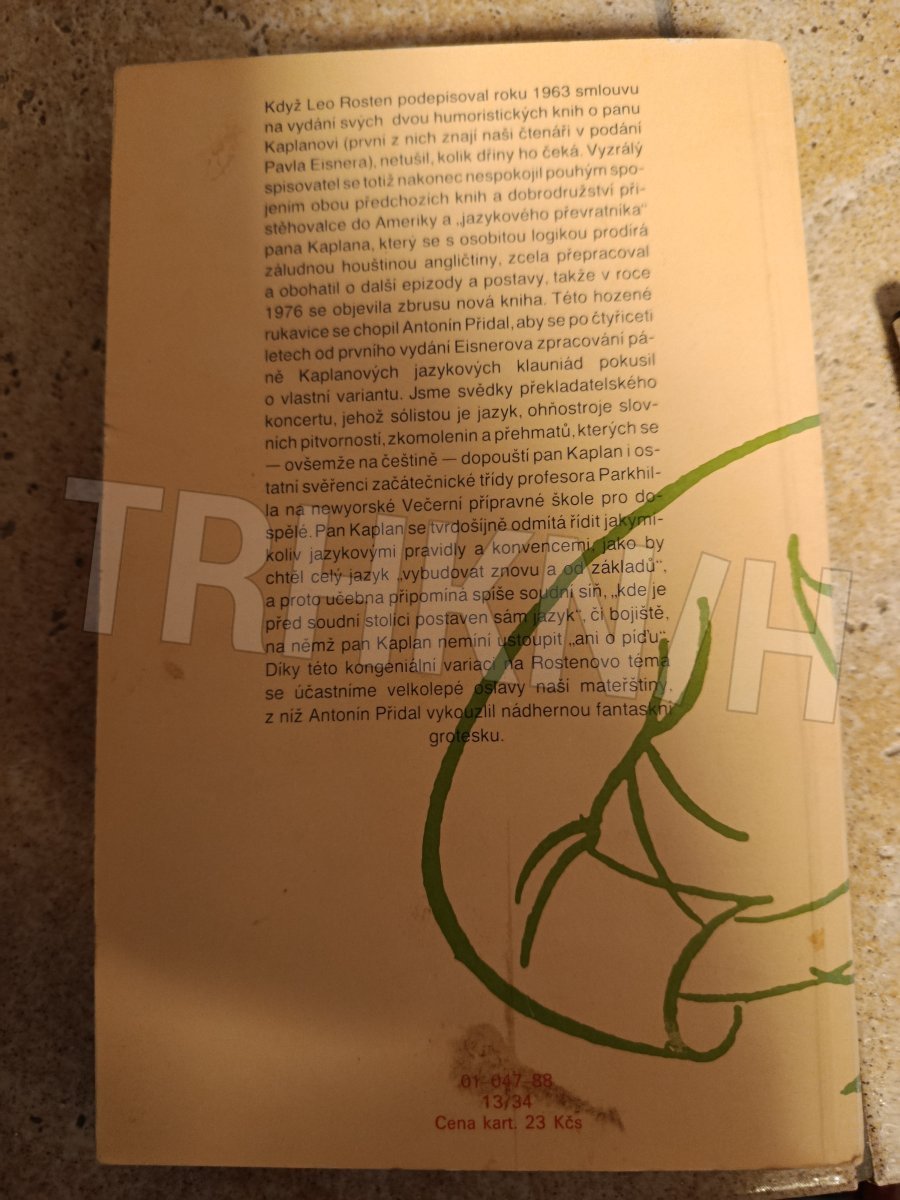 Když Leo Rosten podepisoval roku 1963 smlouvu
na vydání svých dvou humoristických knih o panu
Kaplanovi (první z nich znají naši čtenáři v podání
Pavla Eisnera), netušil, kolik dřiny ho čeká. Vyzrálý
spisovatel se totiž nakonec nespokojil pouhým spo-
jením obou předchozích knih a dobrodružství při-
stěhovalce do Ameriky a „jazykového převratníka“
pana Kaplana, který se s osobitou logikou prodírá
záludnou houštinou angličtiny, zcela přepracoval
a obohatil o další epizody a postavy, takže v roce
1976 se objevila zbrusu nová kniha. Této hozené
rukavice se chopil Antonín Přidal, aby se po čtyřiceti
letech od prvního vydání Eisnerova zpracování pá-
ně Kaplanových jazykových klauniád pokusil
o vlastní variantu. Jsme svědky překladatelského
koncertu, jehož sólistou je jazyk, ohňostroje slov-
ních pitvorností, zkomolenin a přehmatů, kterých se
— ovšemže na češtině — dopouští pan Kaplan i os-
tatní svěřenci začátečnické třídy profesora Parkhil-
la na newyorské Večerní přípravné škole pro do-
spělé. Pan Kaplan se tvrdošíjně odmítá řídit jakými-
koliv jazykovými pravidly a konvencemi, jako by
chtěl celý jazyk „vybudovat znovu a od základů“,
a proto učebna připomíná spíše soudní síň, „kde je
před soudní stolicí postaven sám jazyk“, či bojiště,
na němž pan Kaplan nemíní ustoupit „ani o píďu“.
Díky této kongeniální variaci na Rostenovo téma
se účastníme velkolepé oslavy naší mateřštiny,
z níž Antonín Přidal vykouzlil nádhernou fantaskní
grotesku.
TRHKNIH
01-047-88
13/34
Cena kart. 23 Kčs